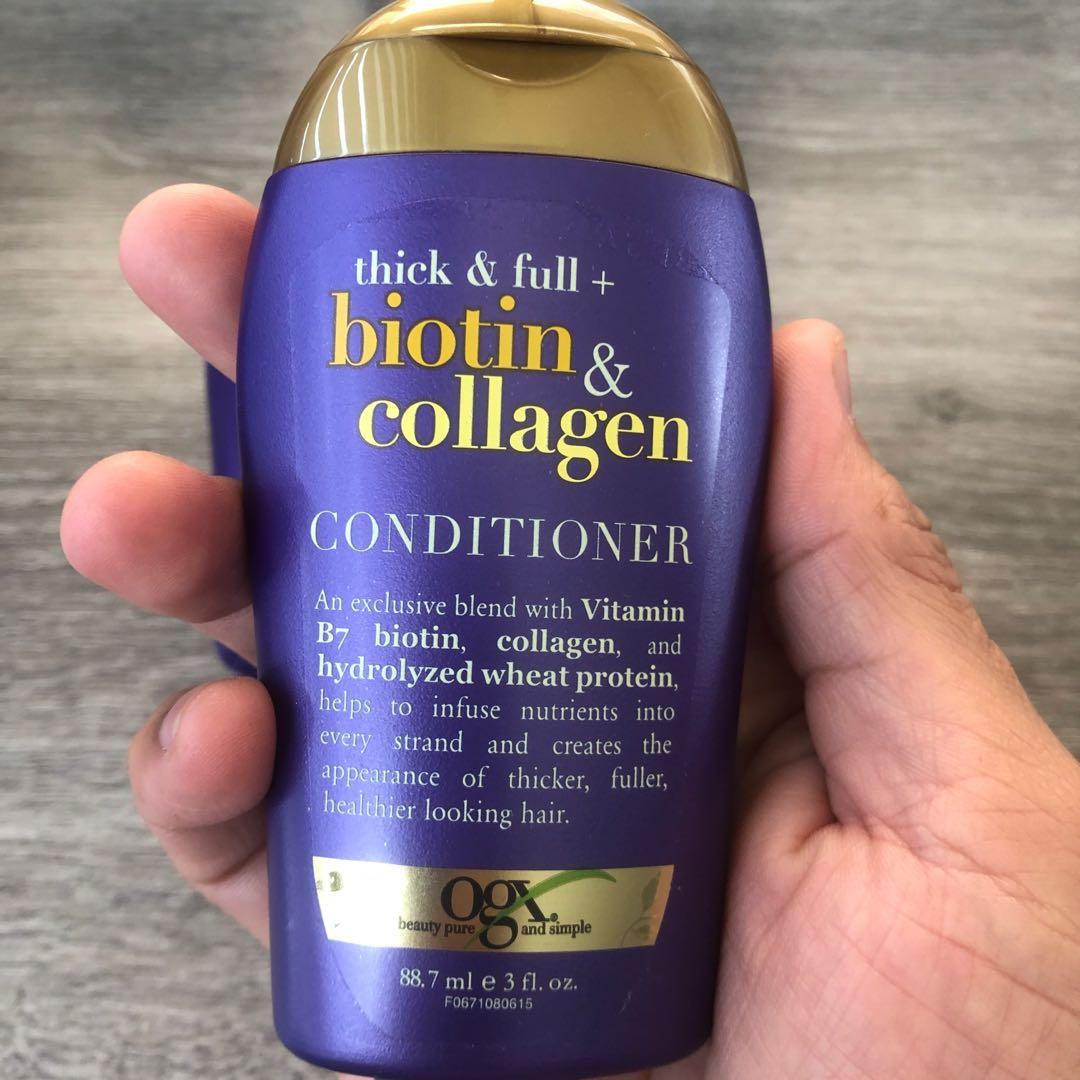 thick & full +
biotin &
collagen
CONDITIONER
An exclusive blend with Vitamin
B7 biotin, collagen, and
hydrolyzed wheat protein,
helps to infuse nutrients into
every strand and creates the
appearance of thicker, fuller,
healthier looking hair.
ogx®
beauty pure and simple
88.7 ml e 3 fl. oz.
F0671080615